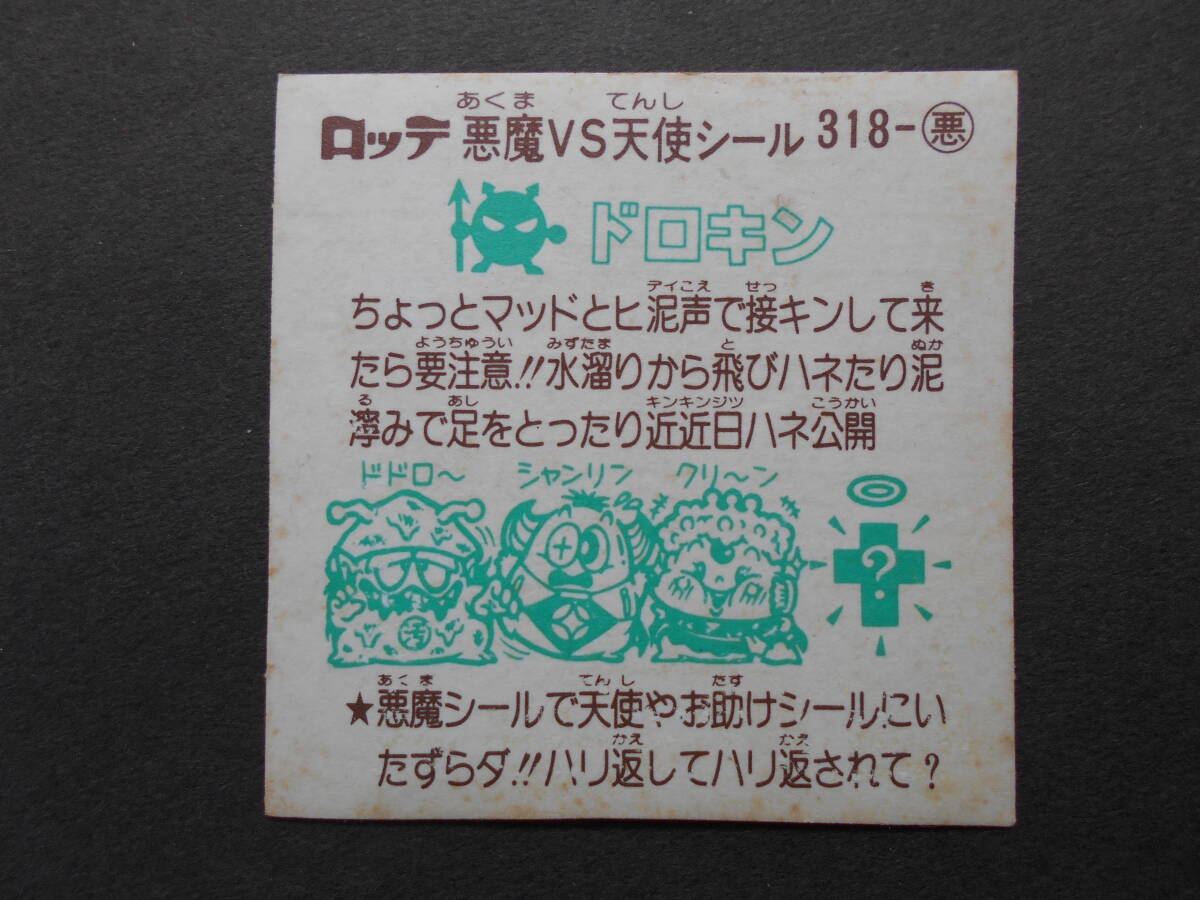 ロッテ 悪魔VS天使シール 318-悪
あくま てんし
ドロキン
ちょっとマッドとヒ泥声で接キンして来
デイこえ せっ き
たら要注意!!水溜りから飛びハネたり泥
ようちゅうい みずたま と ぬか
濘みで足をとったり近近日ハネ公開
る あし キンキンジツ こうかい
ドドロ〜 シャンリン クリ〜ン
汚
?
★悪魔シールで天使やお助けシールにい
あくま てんし たす
たずらダ!!ハリ返してハリ返されて?
かえ かえ